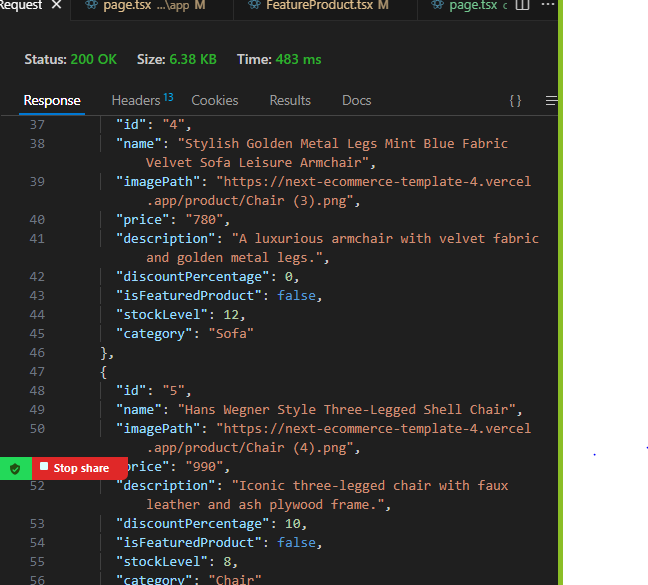 Request × page.tsx ...\app M FeatureProduct.tsx M page.tsx c ...
Status: 200 OK Size: 6.38 KB Time: 483 ms
Response Headers 13 Cookies Results Docs { }
37 "id": "4",
38 "name": "Stylish Golden Metal Legs Mint Blue Fabric
Velvet Sofa Leisure Armchair",
39 "imagePath": "https://next-ecommerce-template-4.vercel
.app/product/Chair (3).png",
40 "price": "780",
41 "description": "A luxurious armchair with velvet fabric
and golden metal legs.",
42 "discountPercentage": 0,
43 "isFeaturedProduct": false,
44 "stockLevel": 12,
45 "category": "Sofa"
46 },
47 {
48 "id": "5",
49 "name": "Hans Wegner Style Three-Legged Shell Chair",
50 "imagePath": "https://next-ecommerce-template-4.vercel
.app/product/Chair (4).png",
Stop share price": "990",
52 "description": "Iconic three-legged chair with faux
leather and ash plywood frame.",
53 "discountPercentage": 10,
54 "isFeaturedProduct": false,
55 "stockLevel": 8,
56 "category": "Chair"